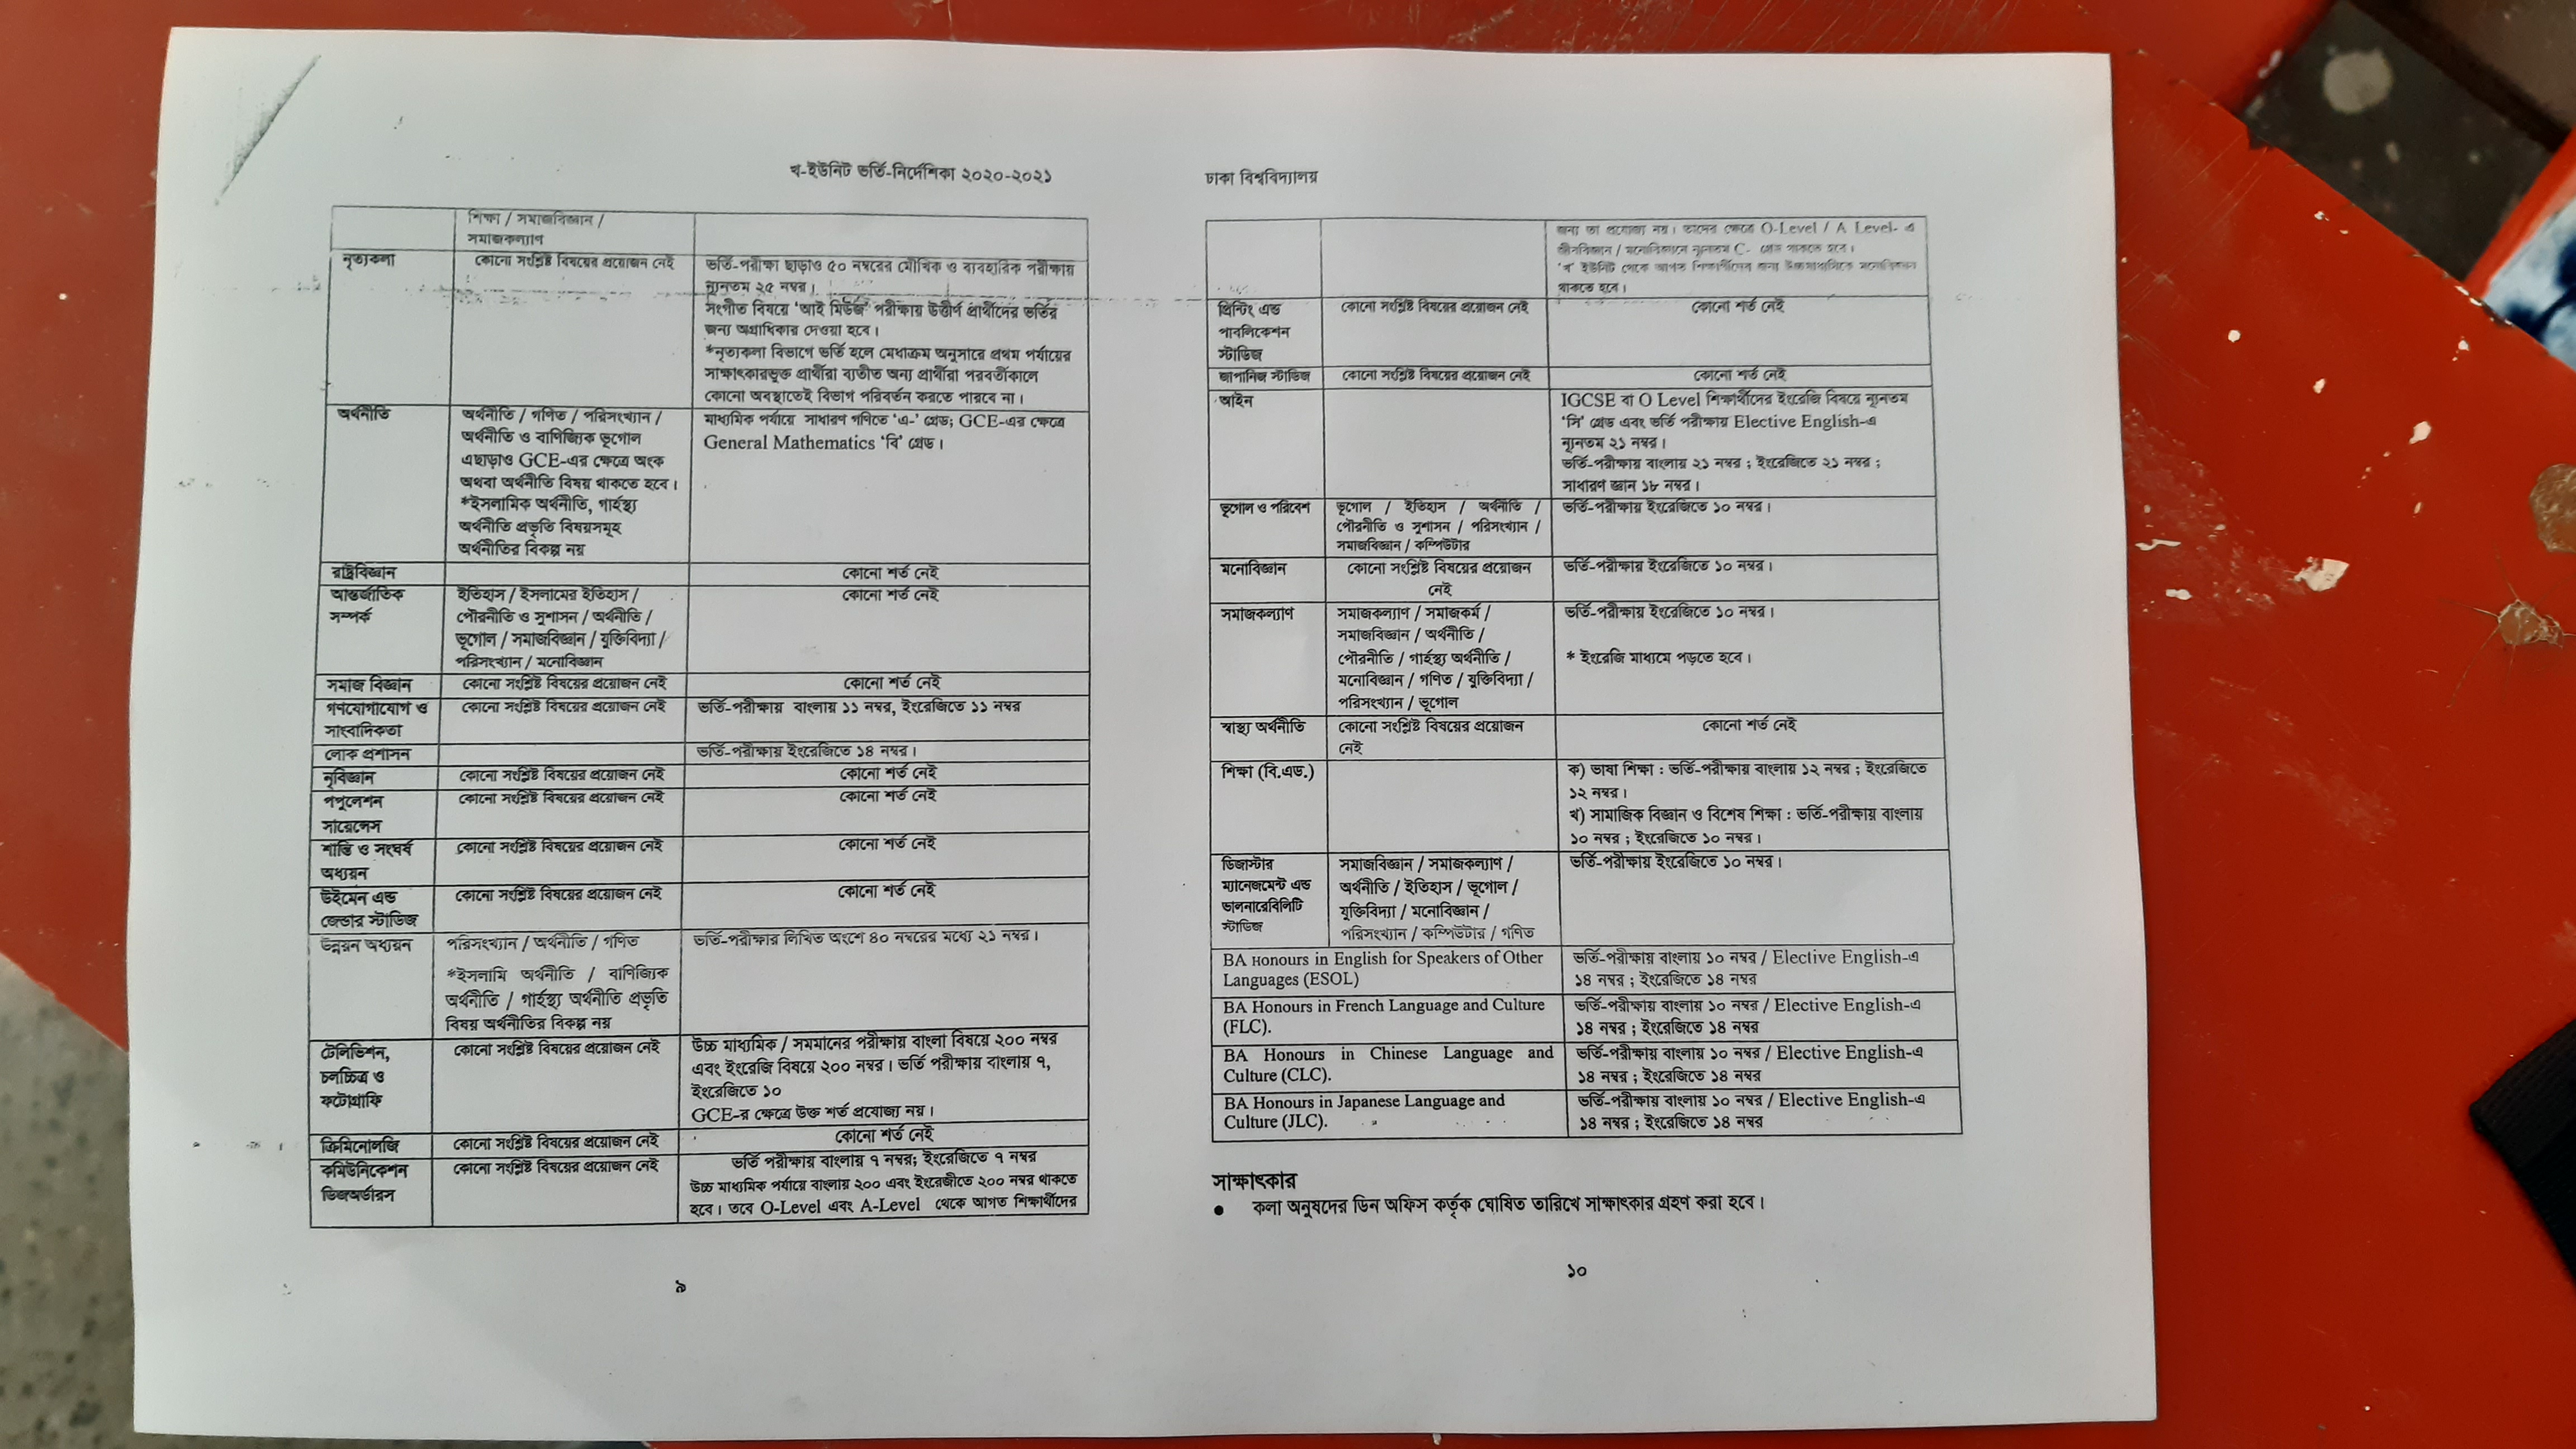 খ-ইউনিট ভর্তি-নির্দেশিকা ২০২০-২০২১
শিক্ষা / সমাজবিজ্ঞান /
সমাজকল্যাণ
নৃত্যকলা
কোনো সংশ্লিষ্ট বিষয়ের প্রয়োজন নেই
ভর্তি-পরীক্ষা ছাড়াও ৫০ নম্বরের মৌখিক ও ব্যবহারিক পরীক্ষায়
ন্যূনতম ২৫ নম্বর।
সংগীত বিষয়ে ‘আই মিউজ’ পরীক্ষায় উত্তীর্ণ প্রার্থীদের ভর্তির
জন্য অগ্রাধিকার দেওয়া হবে।
*নৃত্যকলা বিভাগে ভর্তি হলে মেধাক্রম অনুসারে প্রথম পর্যায়ের
সাক্ষাৎকারভুক্ত প্রার্থীরা ব্যতীত অন্য প্রার্থীরা পরবর্তীকালে
কোনো অবস্থাতেই বিভাগ পরিবর্তন করতে পারবে না।
অর্থনীতি
অর্থনীতি / গণিত / পরিসংখ্যান /
অর্থনীতি ও বাণিজ্যিক ভূগোল
এছাড়াও GCE-এর ক্ষেত্রে অংক
অথবা অর্থনীতি বিষয় থাকতে হবে।
*ইসলামিক অর্থনীতি, গার্হস্থ্য
অর্থনীতি প্রভৃতি বিষয়সমূহ
অর্থনীতির বিকল্প নয়
মাধ্যমিক পর্যায়ে সাধারণ গণিতে ‘এ-’ গ্রেড; GCE-এর ক্ষেত্রে
General Mathematics ‘বি’ গ্রেড।
রাষ্ট্রবিজ্ঞান
কোনো শর্ত নেই
আন্তর্জাতিক
সম্পর্ক
ইতিহাস / ইসলামের ইতিহাস /
পৌরনীতি ও সুশাসন / অর্থনীতি /
ভূগোল / সমাজবিজ্ঞান / যুক্তিবিদ্যা /
পরিসংখ্যান / মনোবিজ্ঞান
কোনো শর্ত নেই
সমাজ বিজ্ঞান
কোনো সংশ্লিষ্ট বিষয়ের প্রয়োজন নেই
কোনো শর্ত নেই
গণযোগাযোগ ও
সাংবাদিকতা
কোনো সংশ্লিষ্ট বিষয়ের প্রয়োজন নেই
ভর্তি-পরীক্ষায় বাংলায় ১১ নম্বর, ইংরেজিতে ১১ নম্বর
লোক প্রশাসন
ভর্তি-পরীক্ষায় ইংরেজিতে ১৪ নম্বর।
নৃবিজ্ঞান
কোনো সংশ্লিষ্ট বিষয়ের প্রয়োজন নেই
কোনো শর্ত নেই
পপুলেশন
সায়েন্সেস
কোনো সংশ্লিষ্ট বিষয়ের প্রয়োজন নেই
কোনো শর্ত নেই
শান্তি ও সংঘর্ষ
অধ্যয়ন
কোনো সংশ্লিষ্ট বিষয়ের প্রয়োজন নেই
কোনো শর্ত নেই
উইমেন এন্ড
জেন্ডার স্টাডিজ
কোনো সংশ্লিষ্ট বিষয়ের প্রয়োজন নেই
কোনো শর্ত নেই
উন্নয়ন অধ্যয়ন
পরিসংখ্যান / অর্থনীতি / গণিত
*ইসলামি অর্থনীতি / বাণিজ্যিক
অর্থনীতি / গার্হস্থ্য অর্থনীতি প্রভৃতি
বিষয় অর্থনীতির বিকল্প নয়
ভর্তি-পরীক্ষার লিখিত অংশে ৪০ নম্বরের মধ্যে ২১ নম্বর।
টেলিভিশন,
চলচ্চিত্র ও
ফটোগ্রাফি
কোনো সংশ্লিষ্ট বিষয়ের প্রয়োজন নেই
উচ্চ মাধ্যমিক / সমমানের পরীক্ষায় বাংলা বিষয়ে ২০০ নম্বর
এবং ইংরেজি বিষয়ে ২০০ নম্বর। ভর্তি পরীক্ষায় বাংলায় ৭,
ইংরেজিতে ১০
GCE-র ক্ষেত্রে উক্ত শর্ত প্রযোজ্য নয়।
ক্রিমিনোলজি
কোনো সংশ্লিষ্ট বিষয়ের প্রয়োজন নেই
কোনো শর্ত নেই
কমিউনিকেশন
ডিজঅর্ডারস
কোনো সংশ্লিষ্ট বিষয়ের প্রয়োজন নেই
ভর্তি পরীক্ষায় বাংলায় ৭ নম্বর; ইংরেজিতে ৭ নম্বর
উচ্চ মাধ্যমিক পর্যায়ে বাংলায় ২০০ এবং ইংরেজীতে ২০০ নম্বর থাকতে
হবে। তবে O-Level এবং A-Level থেকে আগত শিক্ষার্থীদের
৯
ঢাকা বিশ্ববিদ্যালয়
জন্য তা প্রযোজ্য নয়। তাদের ক্ষেত্রে O-Level / A Level- এ
জীববিজ্ঞান / মনোবিজ্ঞানে ন্যূনতম C- গ্রেড থাকতে হবে।
‘খ’ ইউনিট থেকে আগত শিক্ষার্থীদের জন্য উচ্চমাধ্যমিকে মনোবিজ্ঞান
থাকতে হবে।
প্রিন্টিং এন্ড
পাবলিকেশন
স্টাডিজ
কোনো সংশ্লিষ্ট বিষয়ের প্রয়োজন নেই
কোনো শর্ত নেই
জাপানিজ স্টাডিজ
কোনো সংশ্লিষ্ট বিষয়ের প্রয়োজন নেই
কোনো শর্ত নেই
আইন
IGCSE বা O Level শিক্ষার্থীদের ইংরেজি বিষয়ে ন্যূনতম
‘সি’ গ্রেড এবং ভর্তি পরীক্ষায় Elective English-এ
ন্যূনতম ২১ নম্বর।
ভর্তি-পরীক্ষায় বাংলায় ২১ নম্বর ; ইংরেজিতে ২১ নম্বর ;
সাধারণ জ্ঞান ১৮ নম্বর।
ভূগোল ও পরিবেশ
ভূগোল / ইতিহাস / অর্থনীতি /
পৌরনীতি ও সুশাসন / পরিসংখ্যান /
সমাজবিজ্ঞান / কম্পিউটার
ভর্তি-পরীক্ষায় ইংরেজিতে ১০ নম্বর।
মনোবিজ্ঞান
কোনো সংশ্লিষ্ট বিষয়ের প্রয়োজন
নেই
ভর্তি-পরীক্ষায় ইংরেজিতে ১০ নম্বর।
সমাজকল্যাণ
সমাজকল্যাণ / সমাজকর্ম /
সমাজবিজ্ঞান / অর্থনীতি /
পৌরনীতি / গার্হস্থ্য অর্থনীতি /
মনোবিজ্ঞান / গণিত / যুক্তিবিদ্যা /
পরিসংখ্যান / ভূগোল
ভর্তি-পরীক্ষায় ইংরেজিতে ১০ নম্বর।
* ইংরেজি মাধ্যমে পড়তে হবে।
স্বাস্থ্য অর্থনীতি
কোনো সংশ্লিষ্ট বিষয়ের প্রয়োজন
নেই
কোনো শর্ত নেই
শিক্ষা (বি.এড.)
ক) ভাষা শিক্ষা : ভর্তি-পরীক্ষায় বাংলায় ১২ নম্বর ; ইংরেজিতে
১২ নম্বর।
খ) সামাজিক বিজ্ঞান ও বিশেষ শিক্ষা : ভর্তি-পরীক্ষায় বাংলায়
১০ নম্বর ; ইংরেজিতে ১০ নম্বর।
ডিজাস্টার
ম্যানেজমেন্ট এন্ড
ভালনারেবিলিটি
স্টাডিজ
সমাজবিজ্ঞান / সমাজকল্যাণ /
অর্থনীতি / ইতিহাস / ভূগোল /
যুক্তিবিদ্যা / মনোবিজ্ঞান /
পরিসংখ্যান / কম্পিউটার / গণিত
ভর্তি-পরীক্ষায় ইংরেজিতে ১০ নম্বর।
BA Honours in English for Speakers of Other
Languages (ESOL)
ভর্তি-পরীক্ষায় বাংলায় ১০ নম্বর / Elective English-এ
১৪ নম্বর ; ইংরেজিতে ১৪ নম্বর
BA Honours in French Language and Culture
(FLC).
ভর্তি-পরীক্ষায় বাংলায় ১০ নম্বর / Elective English-এ
১৪ নম্বর ; ইংরেজিতে ১৪ নম্বর
BA Honours in Chinese Language and
Culture (CLC).
ভর্তি-পরীক্ষায় বাংলায় ১০ নম্বর / Elective English-এ
১৪ নম্বর ; ইংরেজিতে ১৪ নম্বর
BA Honours in Japanese Language and
Culture (JLC).
ভর্তি-পরীক্ষায় বাংলায় ১০ নম্বর / Elective English-এ
১৪ নম্বর ; ইংরেজিতে ১৪ নম্বর
সাক্ষাৎকার
● কলা অনুষদের ডিন অফিস কর্তৃক ঘোষিত তারিখে সাক্ষাৎকার গ্রহণ করা হবে।
১০